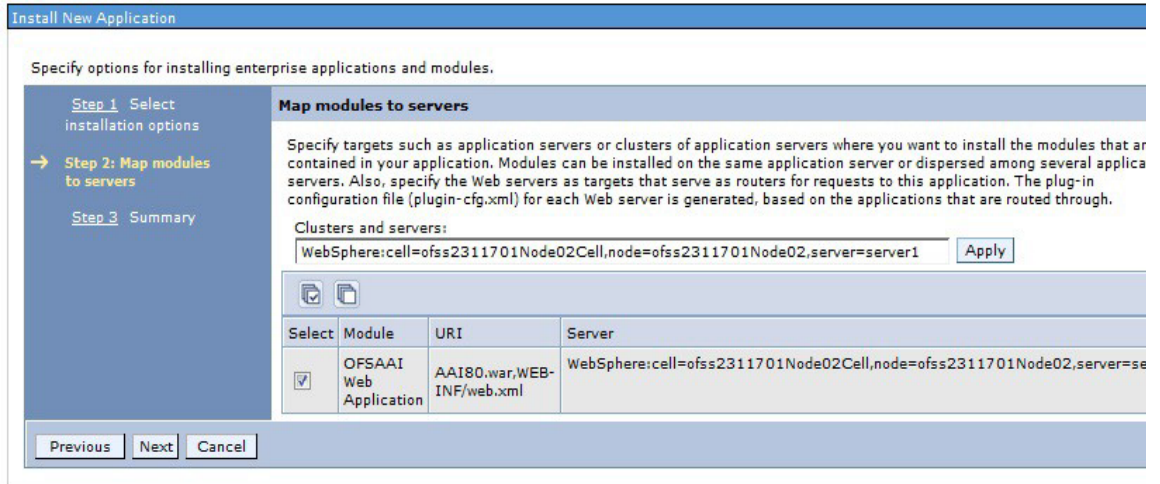 Install New Application
Specify options for installing enterprise applications and modules.
Step 1 Select
installation options
Step 2: Map modules
to servers
Step 3 Summary
Map modules to servers
Specify targets such as application servers or clusters of application servers where you want to install the modules that ar
contained in your application. Modules can be installed on the same application server or dispersed among several applica
servers. Also, specify the Web servers as targets that serve as routers for requests to this application. The plug-in
configuration file (plugin-cfg.xml) for each Web server is generated, based on the applications that are routed through.
Clusters and servers:
WebSphere:cell=ofss2311701Node02Cell,node=ofss2311701Node02,server=server1 Apply
Select Module URI Server
OFSAAI
Web
Application
AAI80.war,WEB-
INF/web.xml
WebSphere:cell=ofss2311701Node02Cell,node=ofss2311701Node02,server=se
Previous Next Cancel